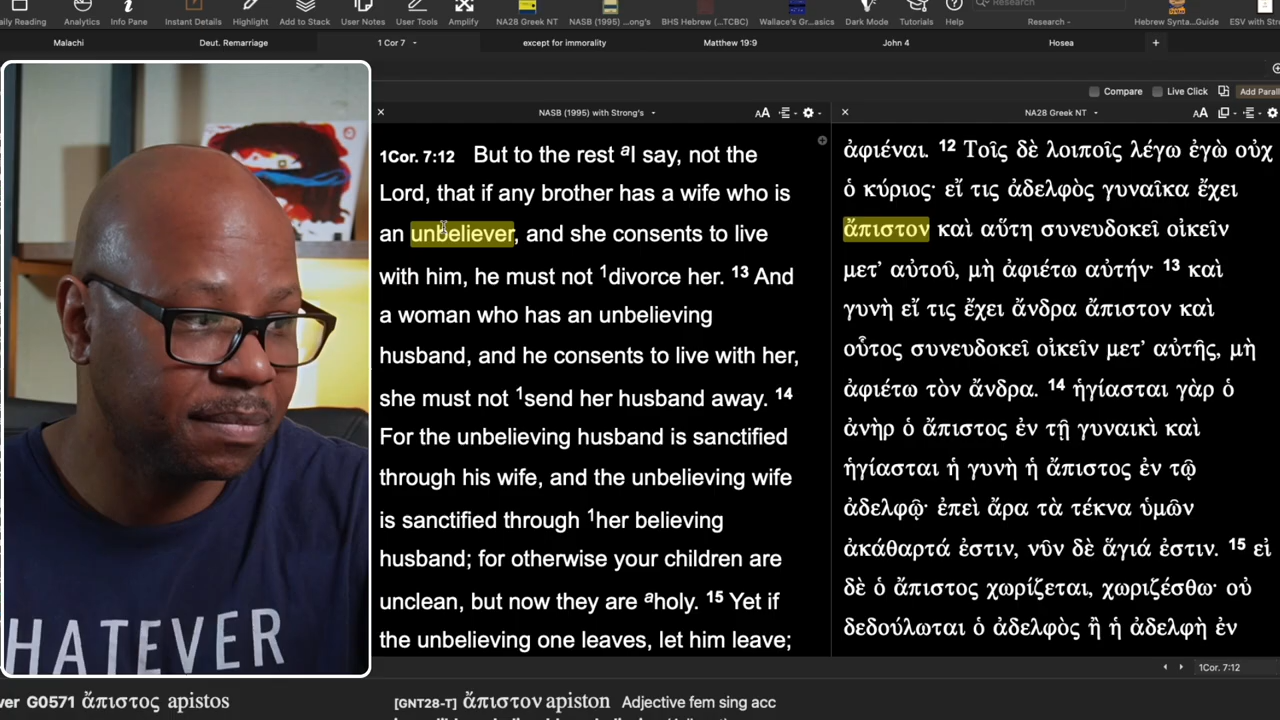 aily Reading Analytics Info Pane Instant Details Highlight Add to Stack User Notes User Tools Amplify NA28 Greek NT NASB (1995) ...ong's BHS Hebrew (...TCBC) Wallace's Gr...asics Dark Mode Tutorials Help Research - Hebrew Synta...Guide ESV with St
Research
Malachi Deut. Remarriage 1 Cor 7 except for immorality Matthew 19:9 John 4 Hosea +
Compare Live Click Add Parall
NASB (1995) with Strong's
1Cor. 7:12 But to the rest aI say, not the
Lord, that if any brother has a wife who is
an unbeliever, and she consents to live
with him, he must not 1divorce her. 13 And
a woman who has an unbelieving
husband, and he consents to live with her,
she must not 1send her husband away. 14
For the unbelieving husband is sanctified
through his wife, and the unbelieving wife
is sanctified through 1her believing
husband; for otherwise your children are
unclean, but now they are aholy. 15 Yet if
the unbelieving one leaves, let him leave;
NA28 Greek NT
ἀφιέναι. 12 Τοῖς δὲ λοιποῖς λέγω ἐγὼ οὐχ
ὁ κύριος· εἴ τις ἀδελφὸς γυναῖκα ἔχει
ἄπιστον καὶ αὕτη συνευδοκεῖ οἰκεῖν
μετ’ αὐτοῦ, μὴ ἀφιέτω αὐτήν· 13 καὶ
γυνὴ εἴ τις ἔχει ἄνδρα ἄπιστον καὶ
οὗτος συνευδοκεῖ οἰκεῖν μετ’ αὐτῆς, μὴ
ἀφιέτω τὸν ἄνδρα. 14 ἡγίασται γὰρ ὁ
ἀνὴρ ὁ ἄπιστος ἐν τῇ γυναικὶ καὶ
ἡγίασται ἡ γυνὴ ἡ ἄπιστος ἐν τῷ
ἀδελφῷ· ἐπεὶ ἄρα τὰ τέκνα ὑμῶν
ἀκάθαρτά ἐστιν, νῦν δὲ ἅγιά ἐστιν. 15 εἰ
δὲ ὁ ἄπιστος χωρίζεται, χωριζέσθω· οὐ
δεδούλωται ὁ ἀδελφὸς ἢ ἡ ἀδελφὴ ἐν
1Cor. 7:12
HATEVER
ver G0571 ἄπιστος apistos
[GNT28-T] ἄπιστον apiston Adjective fem sing acc